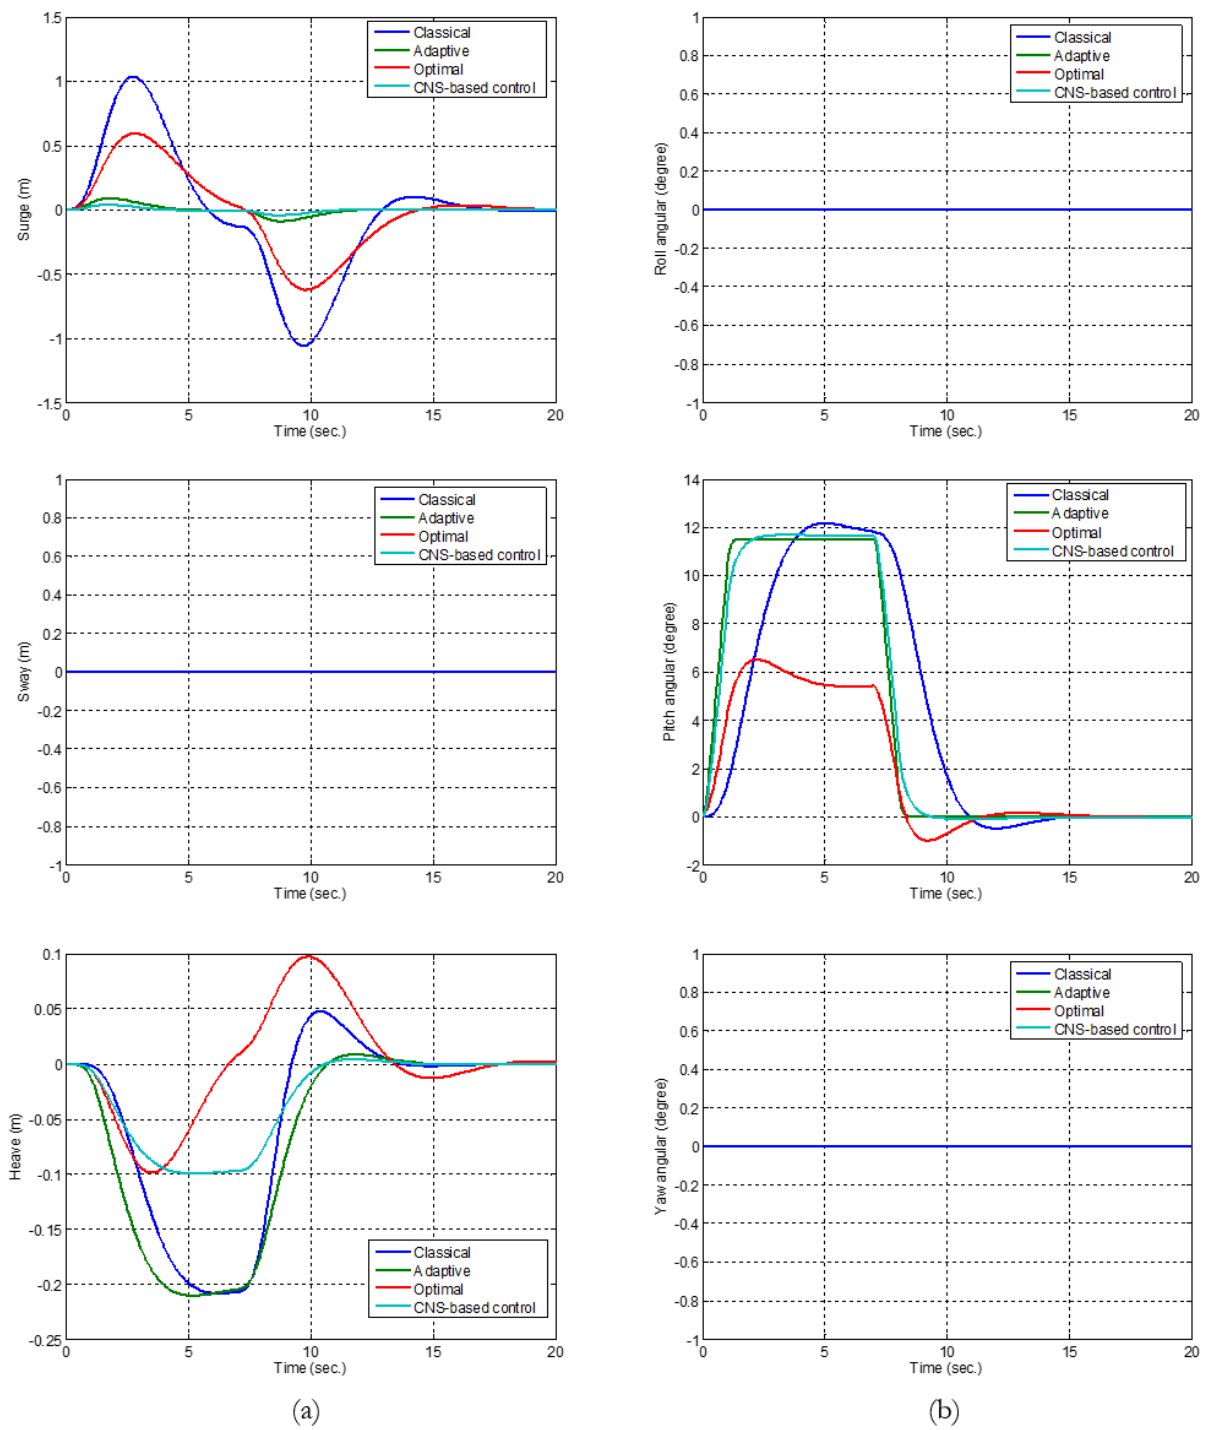 1.5
1
0.5
0
-0.5
-1
-1.5
Surge (m)
Classical
Adaptive
Optimal
CNS-based control
0 5 10 15 20
Time (sec.)
1
0.8
0.6
0.4
0.2
0
-0.2
-0.4
-0.6
-0.8
-1
Roll angular (degree)
Classical
Adaptive
Optimal
CNS-based control
0 5 10 15 20
Time (sec.)
1
0.8
0.6
0.4
0.2
0
-0.2
-0.4
-0.6
-0.8
-1
Sway (m)
Classical
Adaptive
Optimal
CNS-based control
0 5 10 15 20
Time (sec.)
14
12
10
8
6
4
2
0
-2
Pitch angular (degree)
Classical
Adaptive
Optimal
CNS-based control
0 5 10 15 20
Time (sec.)
0.1
0.05
0
-0.05
-0.1
-0.15
-0.2
-0.25
Heave (m)
Classical
Adaptive
Optimal
CNS-based control
0 5 10 15 20
Time (sec.)
1
0.8
0.6
0.4
0.2
0
-0.2
-0.4
-0.6
-0.8
-1
Yaw angular (degree)
Classical
Adaptive
Optimal
CNS-based control
0 5 10 15 20
Time (sec.)
(a)
(b)